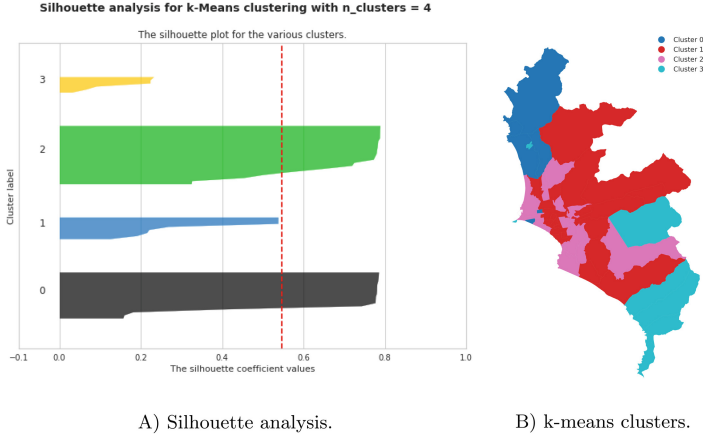 Silhouette analysis for k-Means clustering with n_clusters = 4
The silhouette plot for the various clusters.
3
2
1
0
Cluster label
−0.1 0.0 0.2 0.4 0.6 0.8 1.0
The silhouette coefficient values
Cluster 0
Cluster 1
Cluster 2
Cluster 3
A) Silhouette analysis.
B) k-means clusters.